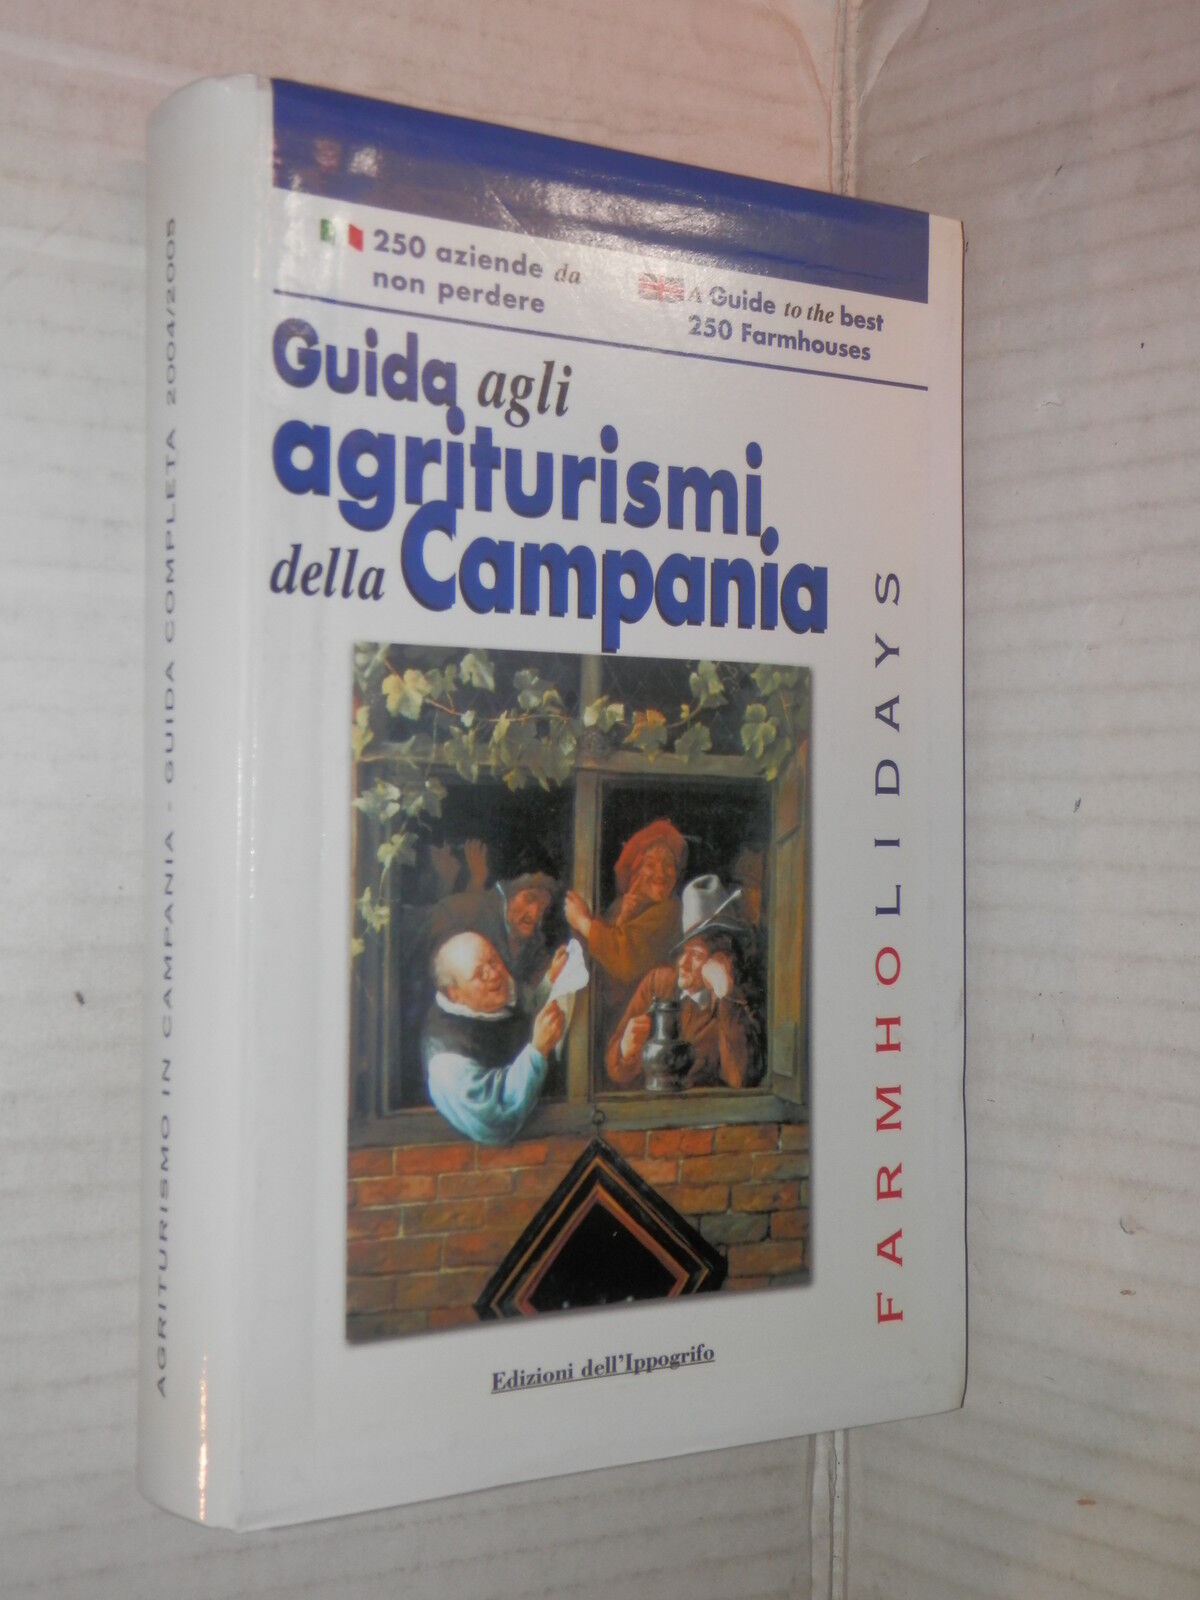 250 aziende da
non perdere
A Guide to the best
250 Farmhouses
Guida agli
agriturismi
della Campania
FARMHOLIDAYS
Edizioni dell'Ippogrifo
AGRITURISMO IN CAMPANIA - GUIDA COMPLETA 2004/2005